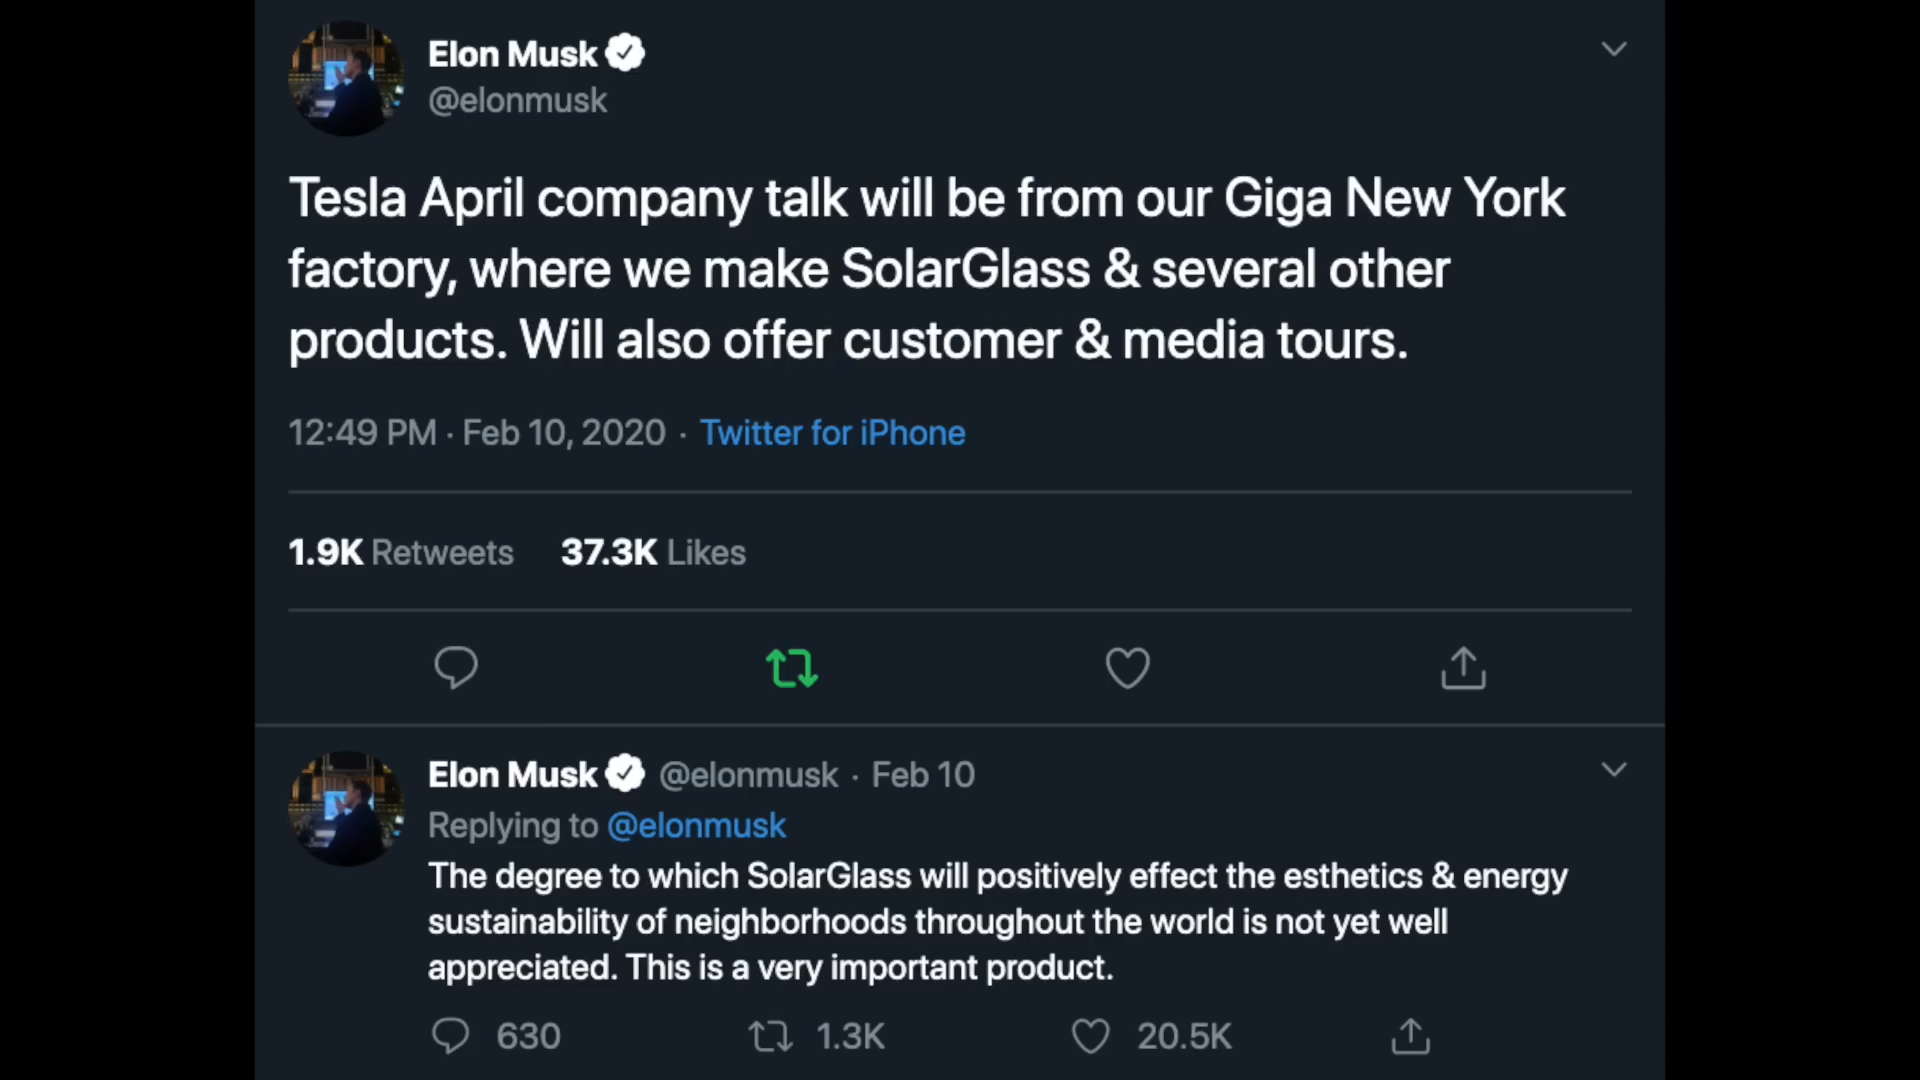 Elon Musk
@elonmusk
Tesla April company talk will be from our Giga New York
factory, where we make SolarGlass & several other
products. Will also offer customer & media tours.
12:49 PM · Feb 10, 2020 · Twitter for iPhone
1.9K Retweets 37.3K Likes
Elon Musk @elonmusk · Feb 10
Replying to @elonmusk
The degree to which SolarGlass will positively effect the esthetics & energy
sustainability of neighborhoods throughout the world is not yet well
appreciated. This is a very important product.
630 1.3K 20.5K